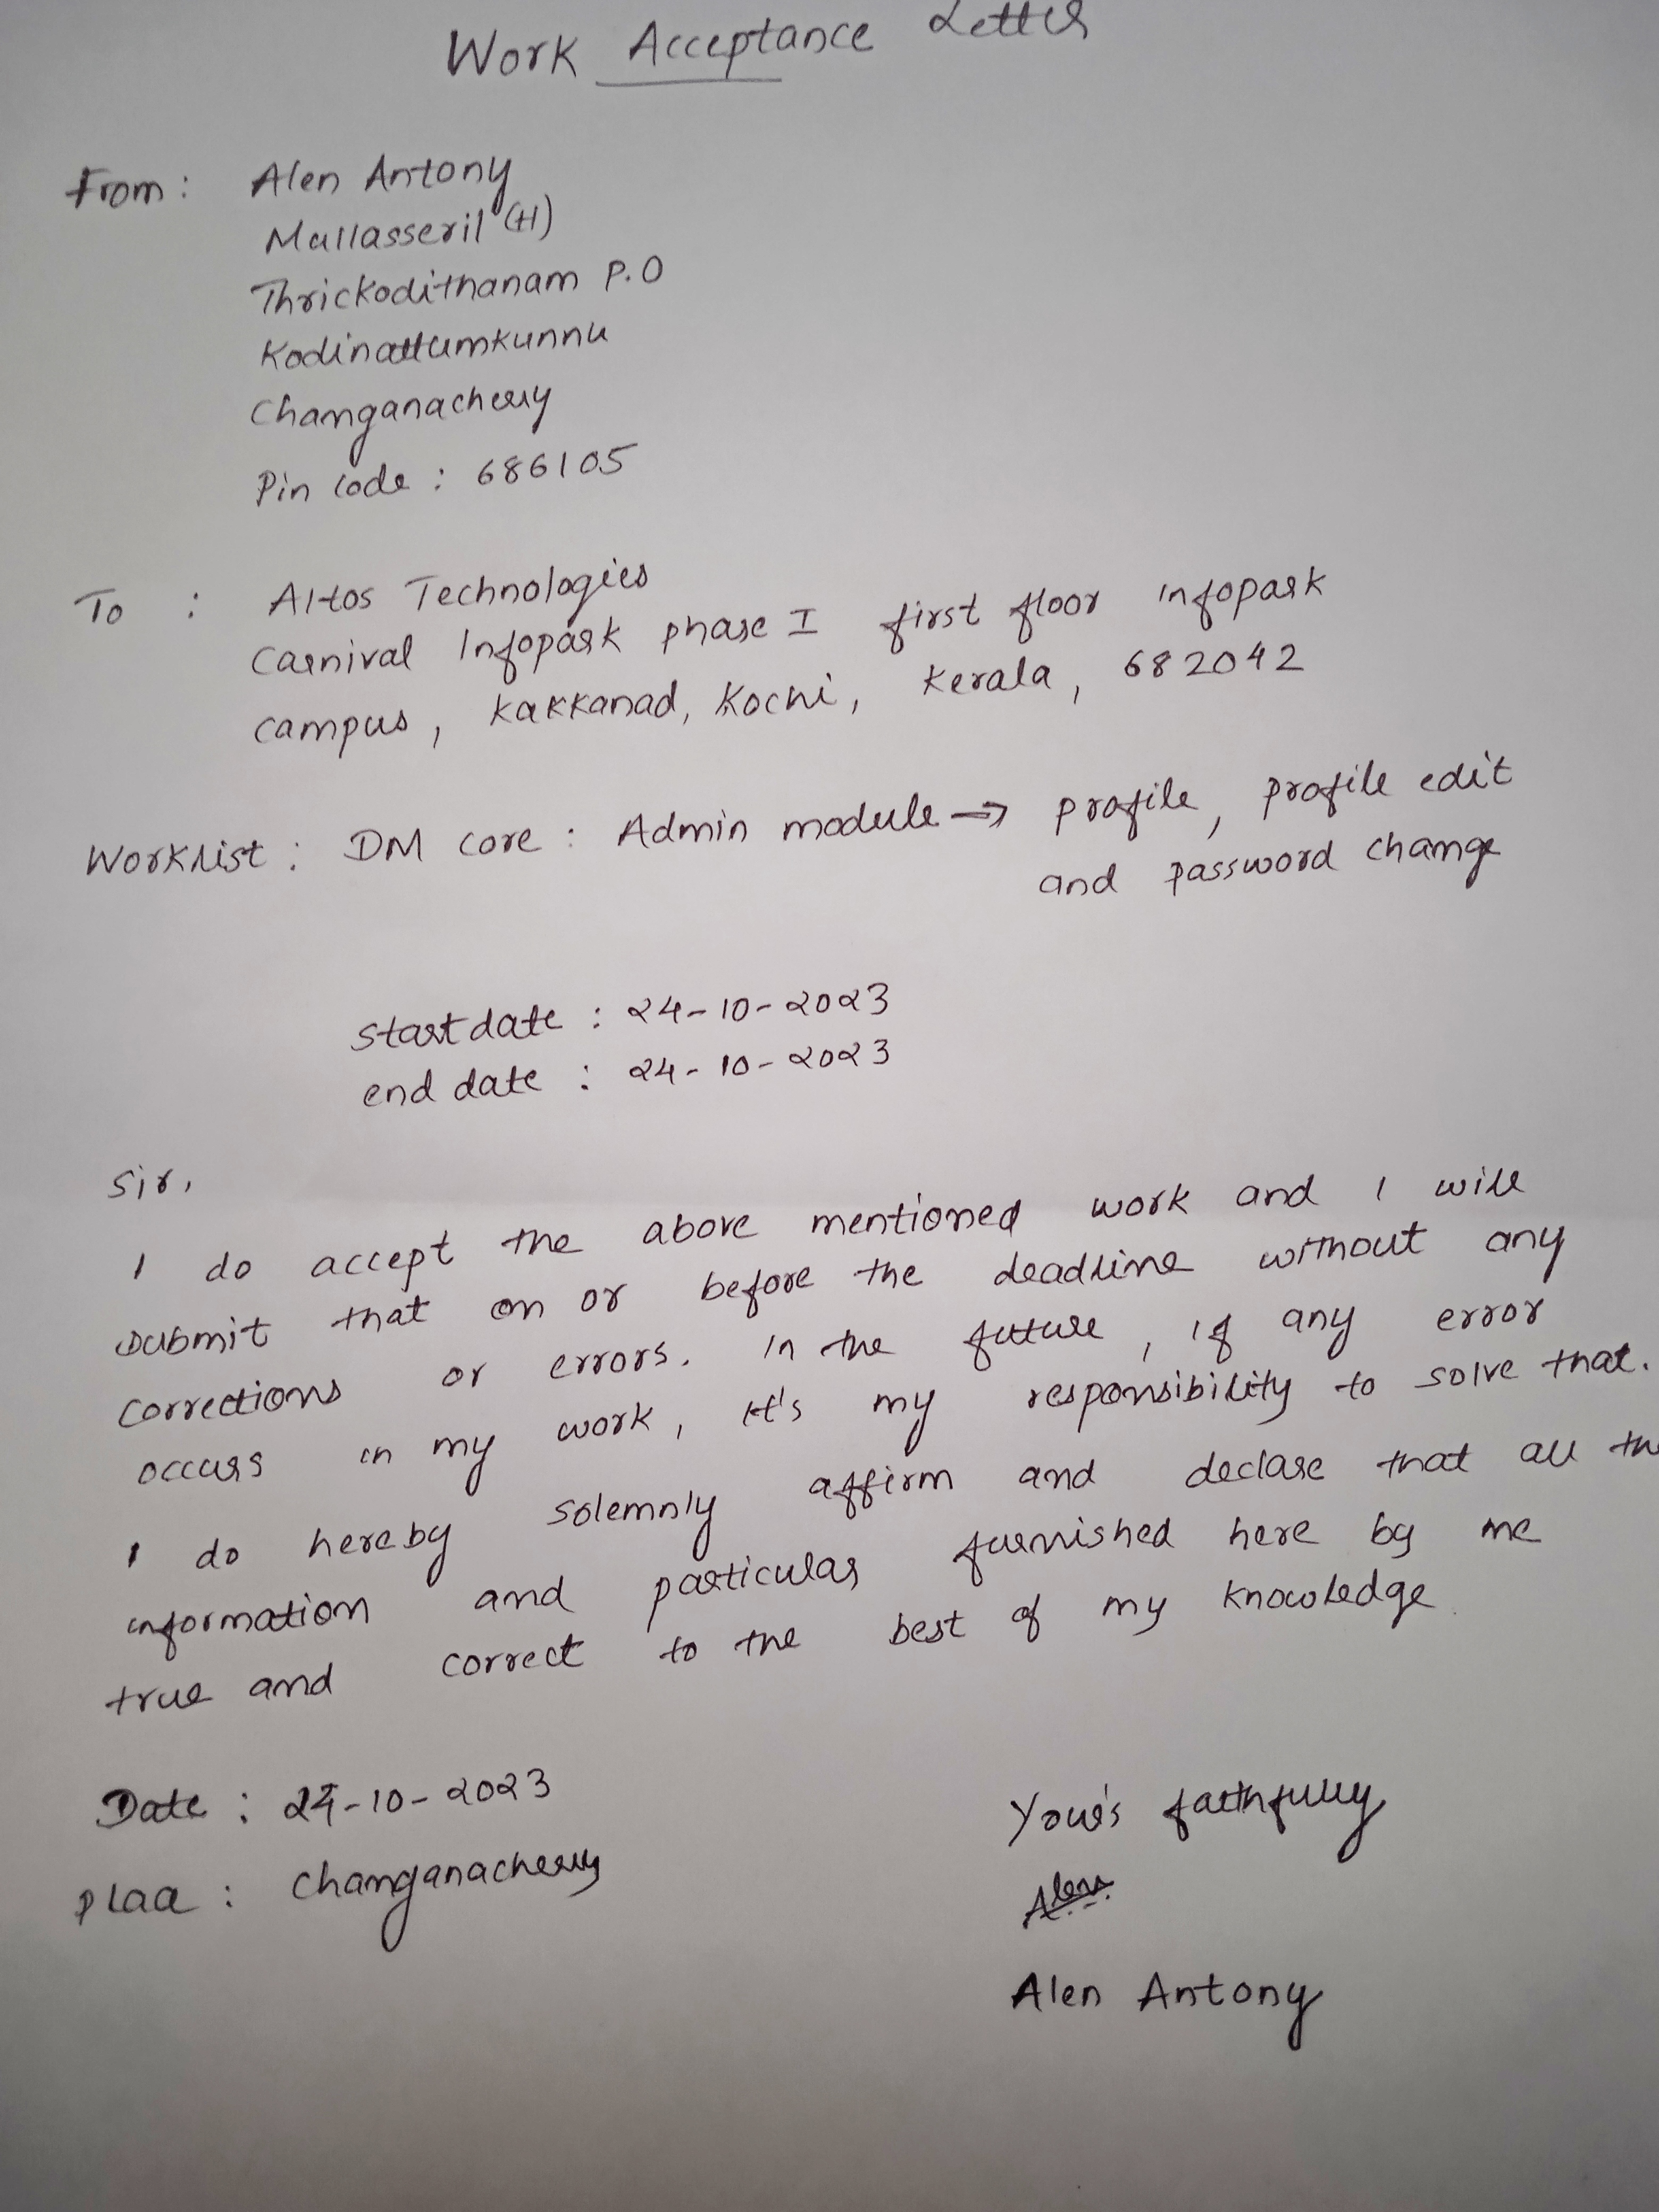 Work Acceptance Letter
From : Alen Antony
Mullasseril (H)
Thrickodithanam P.O
Kodinattumkunnu
Changanacherry
Pin code : 686105
To : Altos Technologies
Carnival Infopark phase I first floor infopark
campus, kakkanad, Kochi, Kerala, 682042
Worklist : DM core : Admin module → profile, profile edit
and password change
start date : 24-10-2023
end date : 24-10-2023
Sir,
I do accept the above mentioned work and I will
submit that on or before the deadline without any
corrections or errors. In the future, if any error
occurs in my work, it's my responsibility to solve that.
I do hereby solemnly affirm and declare that all the
information and particular furnished here by me
true and correct to the best of my knowledge.
Date : 24-10-2023
Place : Changanacherry
Your's faithfully
Alen
Alen Antony